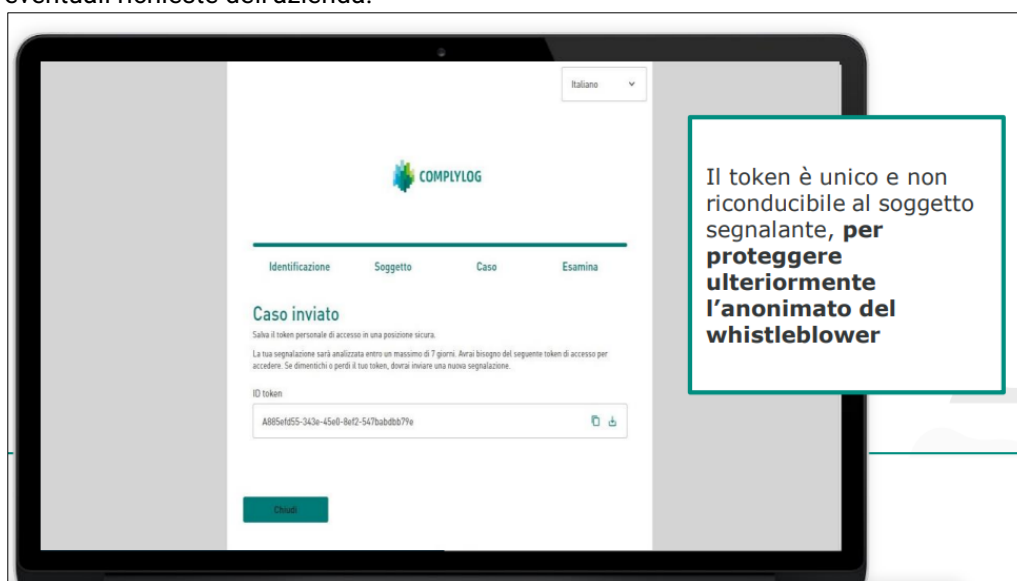 eventuali richieste dell'azienda.
Italiano
COMPLYLOG
Identificazione Soggetto Caso Esamina
Caso inviato
Salva il token personale di accesso in una posizione sicura.
La tua segnalazione sarà analizzata entro un massimo di 7 giorni. Avrai bisogno del seguente token di accesso per
accedere. Se dimentichi o perdi il tuo token, dovrai inviare una nuova segnalazione.
ID token
A885efd55-343e-45e8-8ef2-547babdbb79e
Chiudi
Il token è unico e non
riconducibile al soggetto
segnalante, per
proteggere
ulteriormente
l’anonimato del
whistleblower